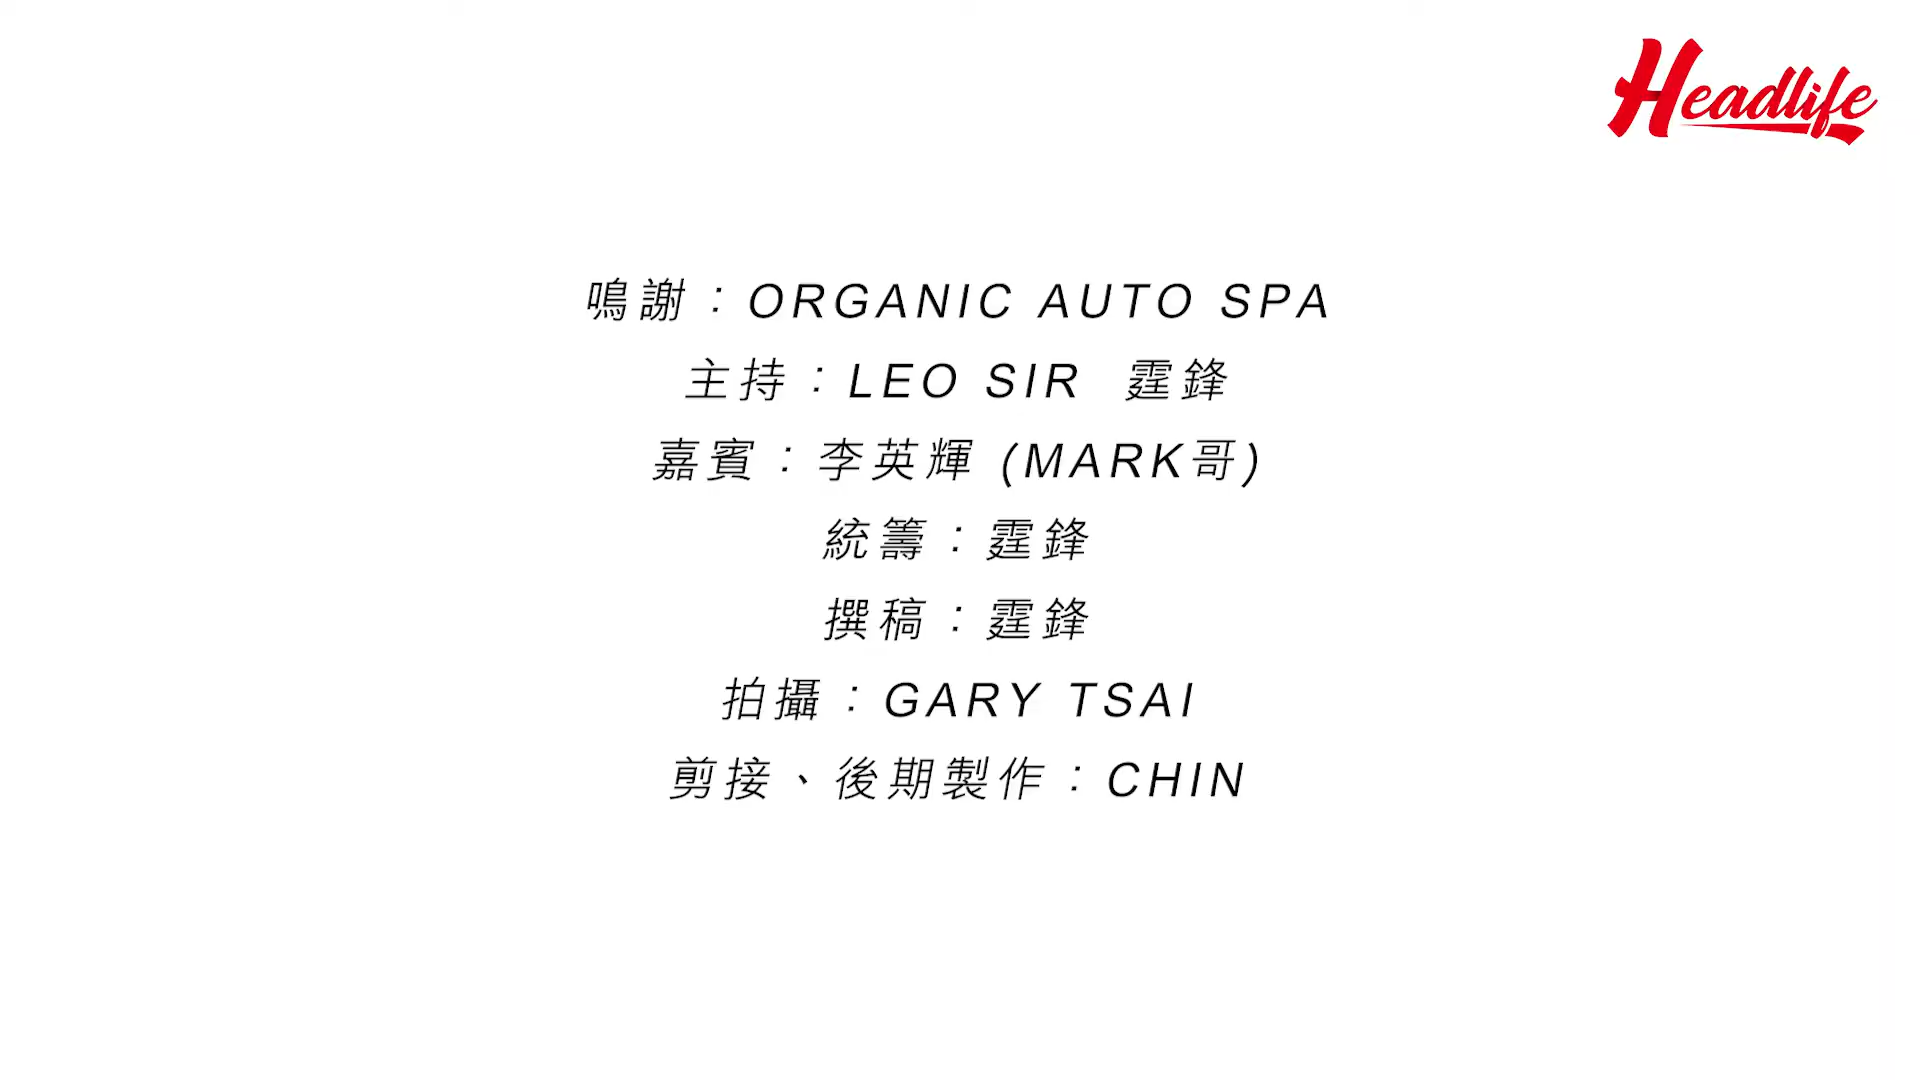 Headlife
鳴謝：ORGANIC AUTO SPA
主持：LEO SIR 霆鋒
嘉賓：李英輝 (MARK哥)
統籌：霆鋒
撰稿：霆鋒
拍攝：GARY TSAI
剪接、後期製作：CHIN